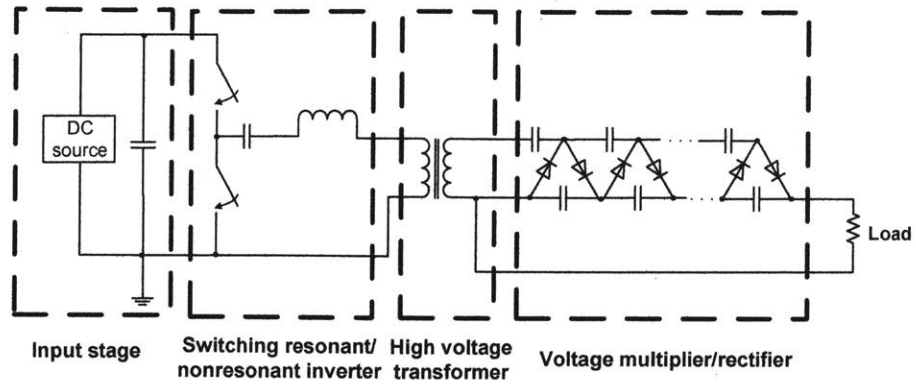 DC
source
Load
Input stage
Switching resonant/
nonresonant inverter
High voltage
transformer
Voltage multiplier/rectifier